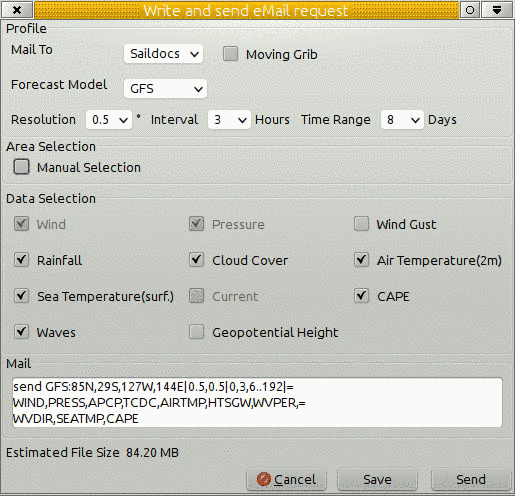 Write and send eMail request
Profile
Mail To Saildocs Moving Grib
Forecast Model GFS
Resolution 0.5 ° Interval 3 Hours Time Range 8 Days
Area Selection
Manual Selection
Data Selection
Wind Pressure Wind Gust
Rainfall Cloud Cover Air Temperature(2m)
Sea Temperature(surf.) Current CAPE
Waves Geopotential Height
Mail
send GFS:85N,29S,127W,144E|0.5,0.5|0,3,6..192|=
WIND,PRESS,APCP,TCDC,AIRTMP,HTSGW,WVPER,=
WVDIR,SEATMP,CAPE
Estimated File Size 84.20 MB
Cancel Save Send